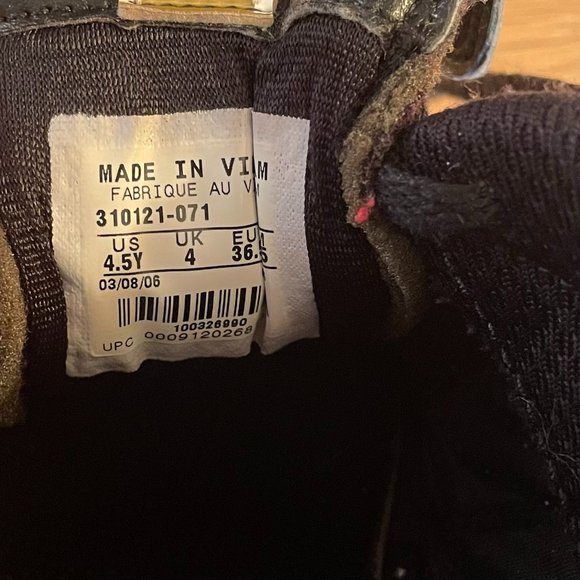 MADE IN VI M
FABRIQUE AU V M
310121-071
US UK EU
4.5Y 4 36.5
03/08/06
100326990
UPC 0009120268